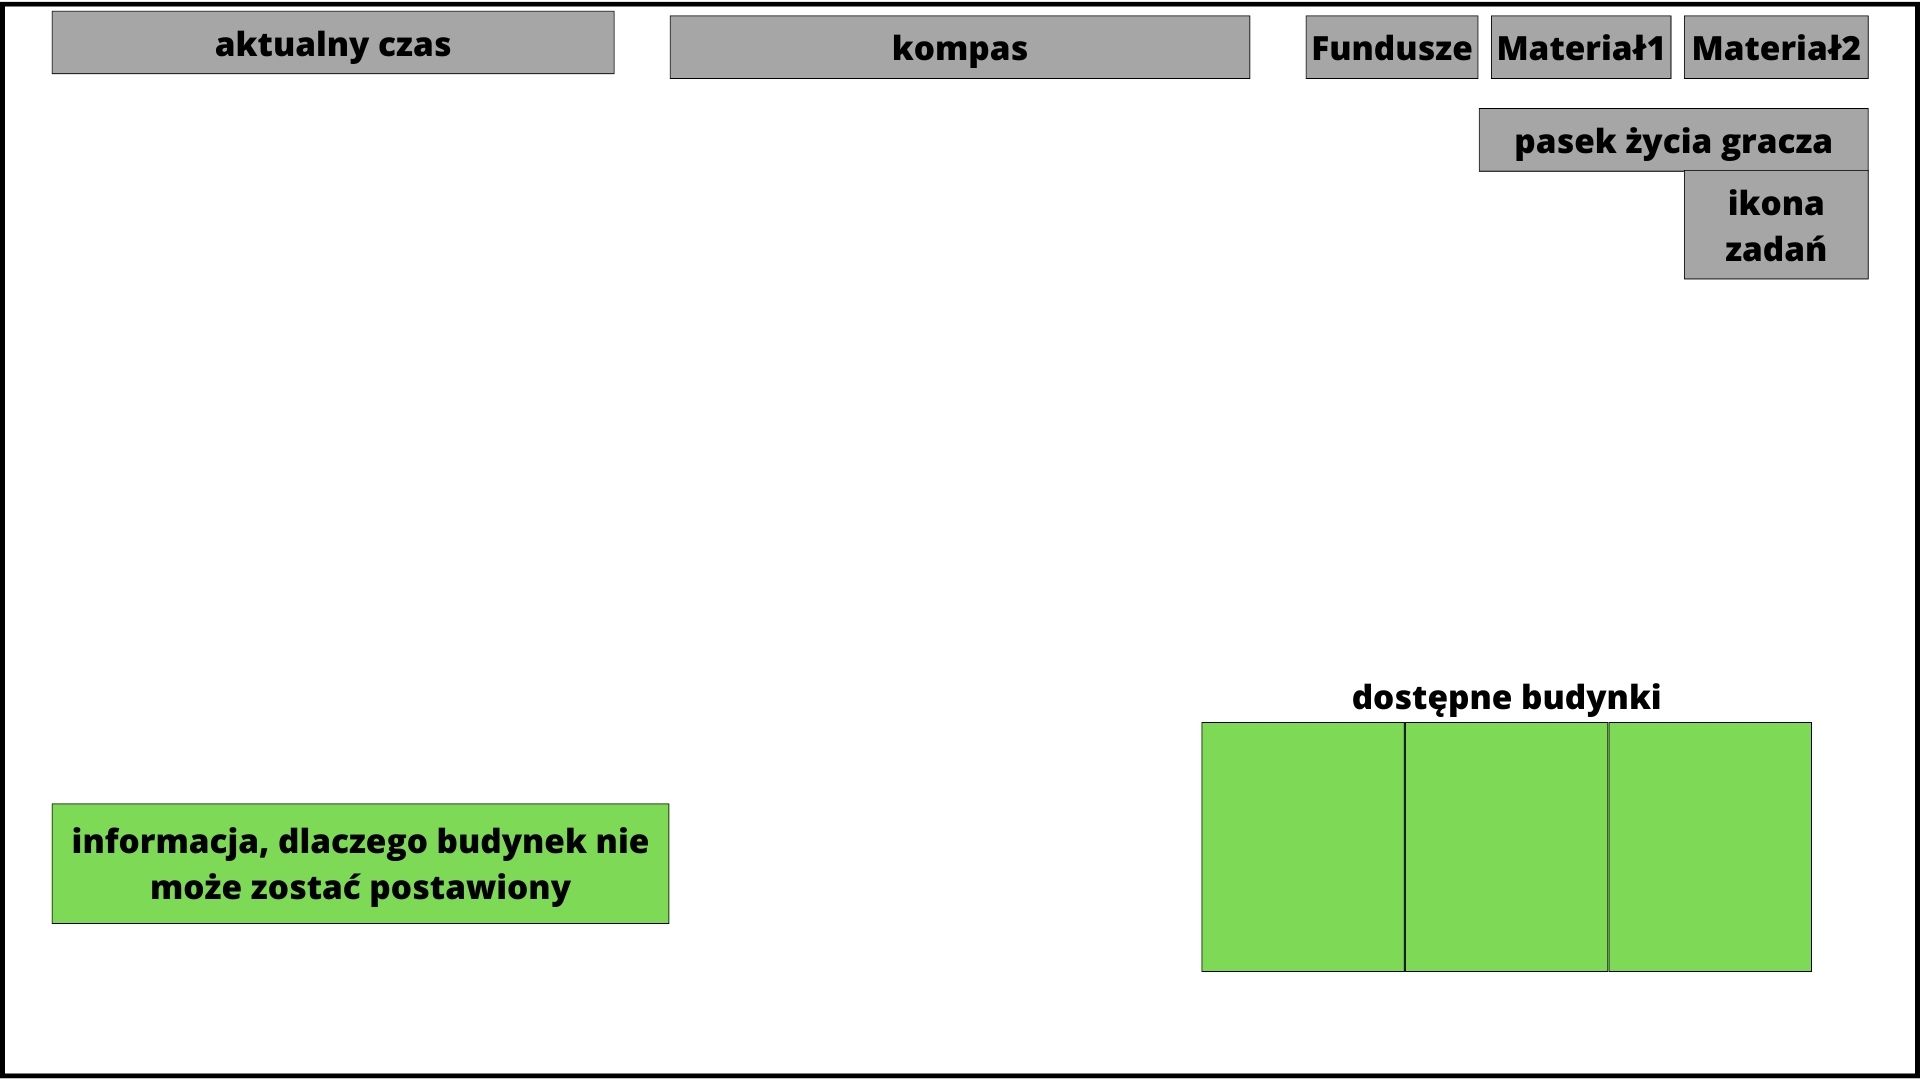 aktualny czas
kompas
Fundusze
Materiał1
Materiał2
pasek życia gracza
ikona
zadań
dostępne budynki
informacja, dlaczego budynek nie
może zostać postawiony